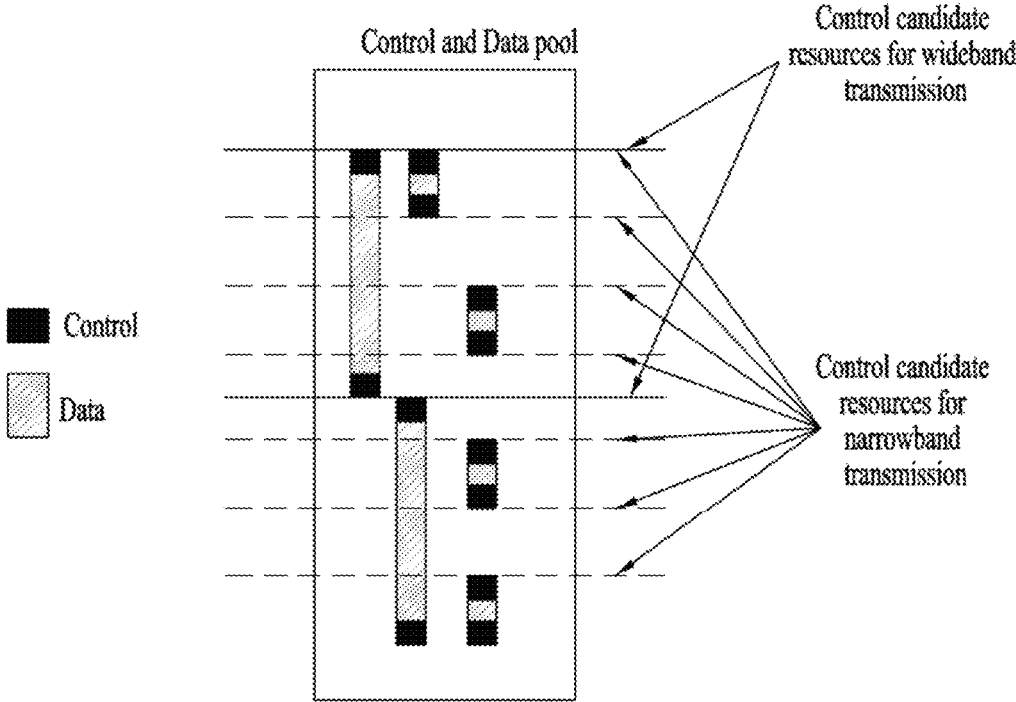 Control and Data pool
Control candidate
resources for wideband
transmission
Control
Data
Control candidate
resources for
narrowband
transmission